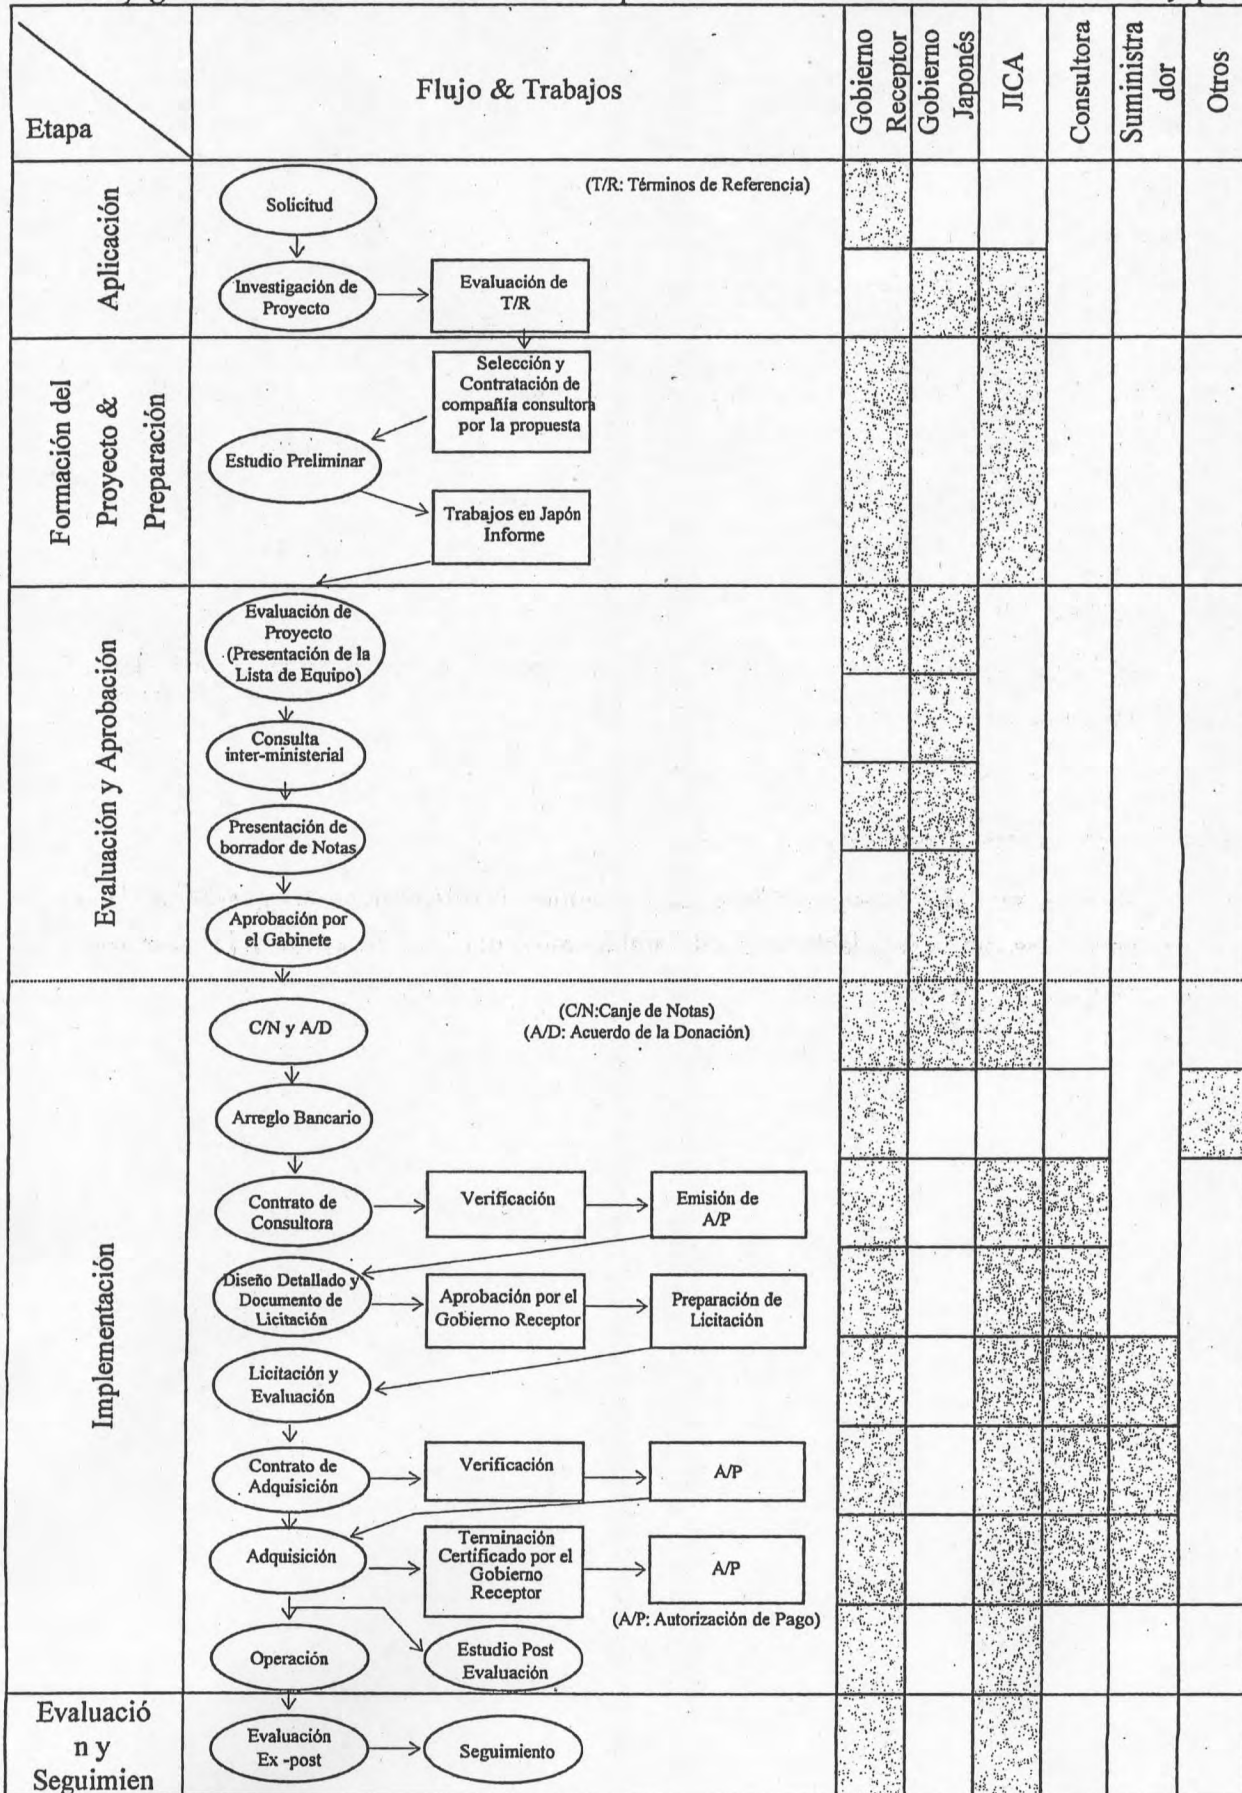 Etapa
Flujo & Trabajos
Gobierno
Receptor
Gobierno
Japonés
JICA
Consultora
Suministra
dor
Otros
Aplicación
(T/R: Términos de Referencia)
Solicitud
Investigación de
Proyecto
Evaluación de
T/R
Formación del
Proyecto &
Preparación
Selección y
Contratación de
compañía consultora
por la propuesta
Estudio Preliminar
Trabajos en Japón
Informe
Evaluación y Aprobación
Evaluación de
Proyecto
(Presentación de la
Lista de Equipo)
Consulta
inter-ministerial
Presentación de
borrador de Notas
Aprobación por
el Gabinete
Implementación
(C/N:Canje de Notas)
(A/D: Acuerdo de la Donación)
C/N y A/D
Arreglo Bancario
Contrato de
Consultora
Verificación
Emisión de
A/P
Diseño Detallado y
Documento de
Licitación
Aprobación por el
Gobierno Receptor
Preparación de
Licitación
Licitación y
Evaluación
Contrato de
Adquisición
Verificación
A/P
Adquisición
Terminación
Certificado por el
Gobierno
Receptor
A/P
(A/P: Autorización de Pago)
Operación
Estudio Post
Evaluación
Evaluació
n y
Seguimien
Evaluación
Ex -post
Seguimiento